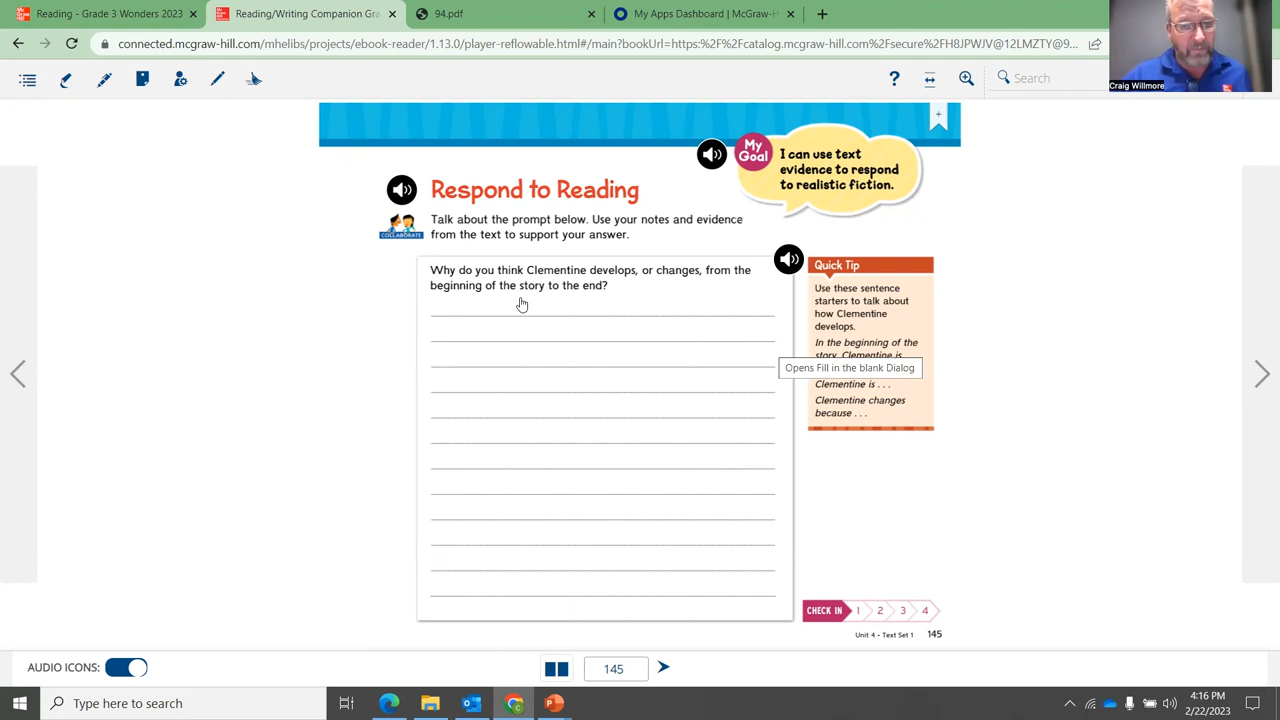 Reading - Grade 3 Wonders 2023
Reading/Writing Companion Gra
94.pdf
My Apps Dashboard | McGraw-H
connected.mcgraw-hill.com/mhelibs/projects/ebook-reader/1.13.0/player-reflowable.html#/main?bookUrl=https:%2F%2Fcatalog.mcgraw-hill.com%2Fsecure%2FH8JPWJV@12LMZTY@9...
Search
Craig Willmore
My
Goal
I can use text
evidence to respond
to realistic fiction.
Respond to Reading
COLLABORATE
Talk about the prompt below. Use your notes and evidence
from the text to support your answer.
Why do you think Clementine develops, or changes, from the
beginning of the story to the end?
Quick Tip
Use these sentence
starters to talk about
how Clementine
develops.
In the beginning of the
story, Clementine is
Opens Fill in the blank Dialog
Clementine is . . .
Clementine changes
because . . .
CHECK IN 1 2 3 4
Unit 4 • Text Set 1 145
AUDIO ICONS:
145
Type here to search
4:16 PM
2/22/2023